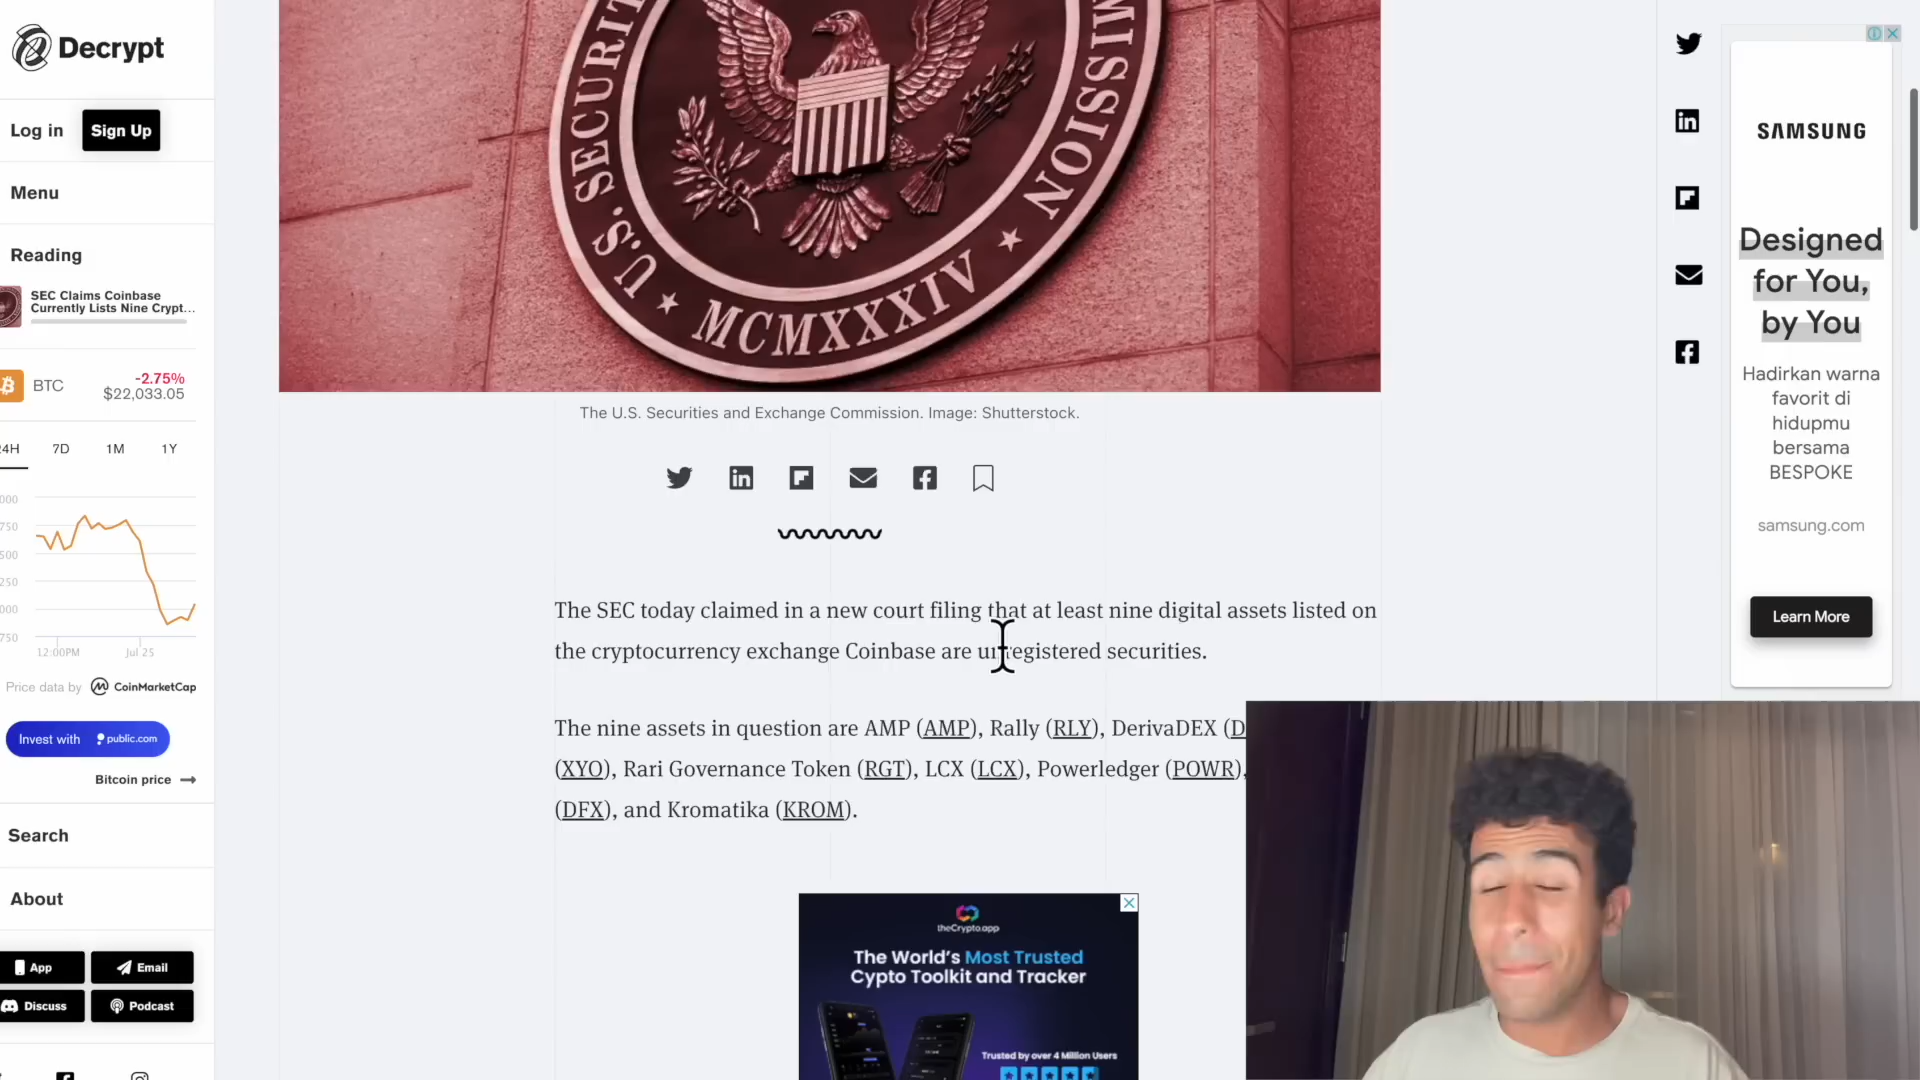 Decrypt
Log in
Sign Up
Menu
Reading
SEC Claims Coinbase
Currently Lists Nine Crypt...
BTC
-2.75%
$22,033.05
24H
7D
1M
1Y
000
750
500
250
000
750
12:00PM
Jul 25
Price data by CoinMarketCap
Invest with public.com
Bitcoin price
Search
About
App
Email
Discuss
Podcast
U.S. SECURITI
MMISSION
MCMXXXIV
The U.S. Securities and Exchange Commission. Image: Shutterstock.
The SEC today claimed in a new court filing that at least nine digital assets listed on
the cryptocurrency exchange Coinbase are unregistered securities.
The nine assets in question are AMP (AMP), Rally (RLY), DerivaDEX (D
(XYO), Rari Governance Token (RGT), LCX (LCX), Powerledger (POWR),
(DFX), and Kromatika (KROM).
theCrypto.app
The World's Most Trusted
Cypto Toolkit and Tracker
Trusted by over 4 Million Users
SAMSUNG
Designed
for You,
by You
Hadirkan warna
favorit di
hidupmu
bersama
BESPOKE
samsung.com
Learn More